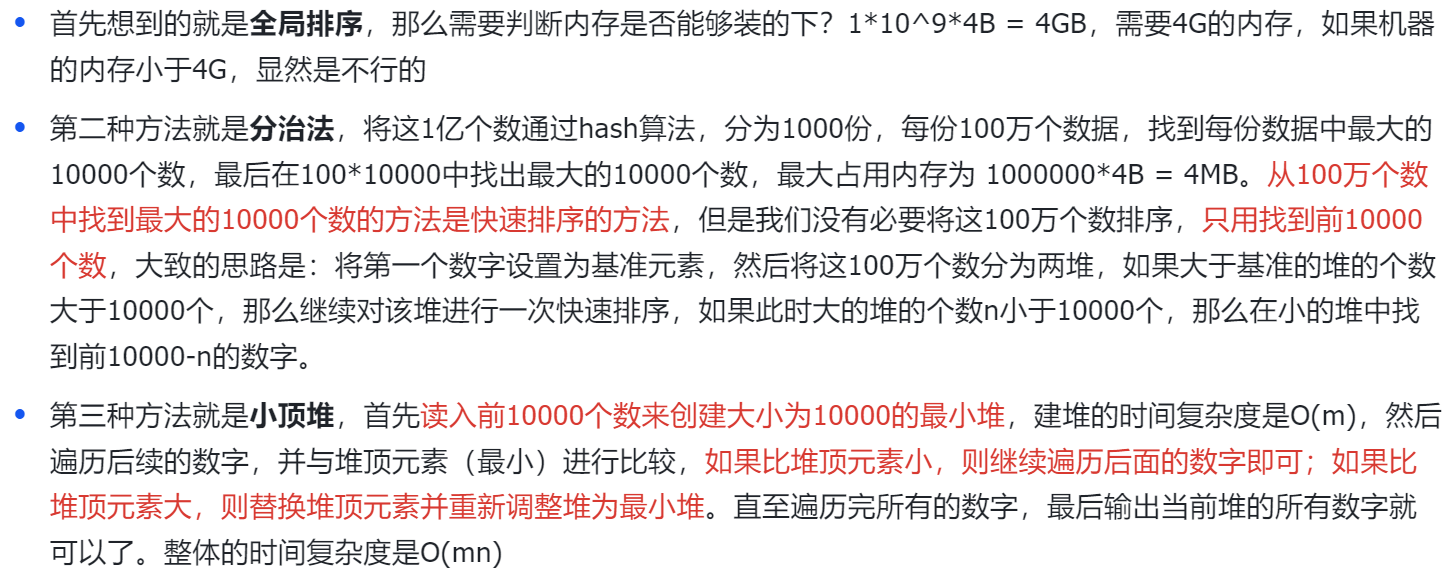 • 首先想到的就是全局排序，那么需要判断内存是否能够装的下？1*10^9*4B = 4GB，需要4G的内存，如果机器
的内存小于4G，显然是不行的
• 第二种方法就是分治法，将这1亿个数通过hash算法，分为1000份，每份100万个数据，找到每份数据中最大的
10000个数，最后在100*10000中找出最大的10000个数，最大占用内存为 1000000*4B = 4MB。从100万个数
中找到最大的10000个数的方法是快速排序的方法，但是我们没有必要将这100万个数排序，只用找到前10000
个数，大致的思路是：将第一个数字设置为基准元素，然后将这100万个数分为两堆，如果大于基准的堆的个数
大于10000个，那么继续对该堆进行一次快速排序，如果此时大的堆的个数n小于10000个，那么在小的堆中找
到前10000-n的数字。
• 第三种方法就是小顶堆，首先读入前10000个数来创建大小为10000的最小堆，建堆的时间复杂度是O(m)，然后
遍历后续的数字，并与堆顶元素（最小）进行比较，如果比堆顶元素小，则继续遍历后面的数字即可；如果比
堆顶元素大，则替换堆顶元素并重新调整堆为最小堆。直至遍历完所有的数字，最后输出当前堆的所有数字就
可以了。整体的时间复杂度是O(mn)